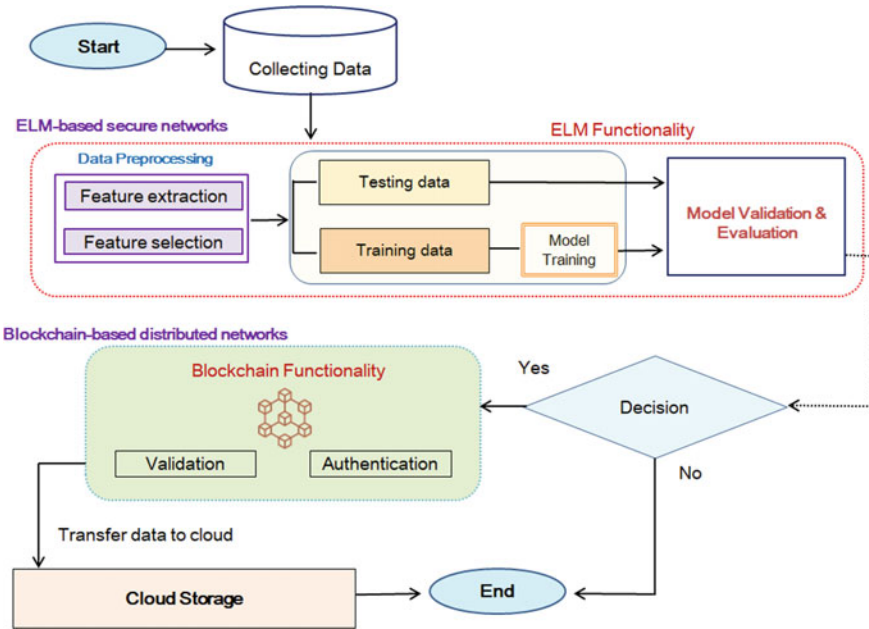 Start
Collecting Data
ELM-based secure networks
ELM Functionality
Data Preprocessing
Feature extraction
Feature selection
Testing data
Training data
Model
Training
Model Validation &
Evaluation
Blockchain-based distributed networks
Blockchain Functionality
Validation
Authentication
Yes
Decision
No
Transfer data to cloud
Cloud Storage
End